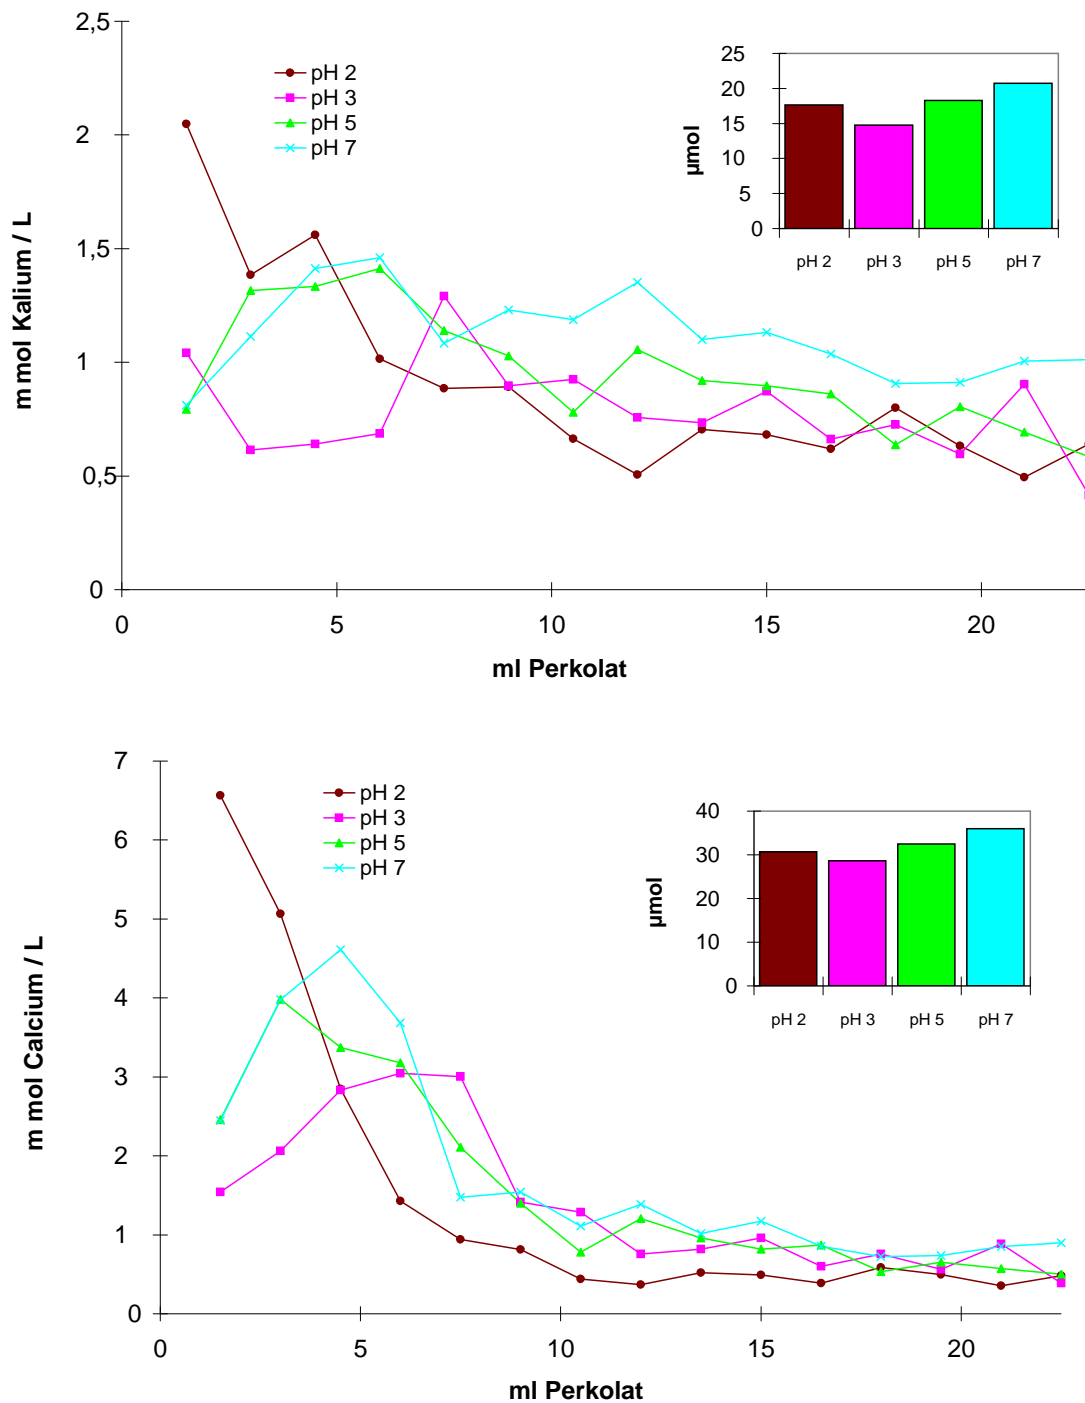 2,5
2
1,5
1
0,5
0
m mol Kalium / L
pH 2
pH 3
pH 5
pH 7
25
20
15
10
5
0
µmol
pH 2 pH 3 pH 5 pH 7
0 5 10 15 20
ml Perkolat
7
6
5
4
3
2
1
0
m mol Calcium / L
pH 2
pH 3
pH 5
pH 7
40
30
20
10
0
µmol
pH 2 pH 3 pH 5 pH 7
0 5 10 15 20
ml Perkolat